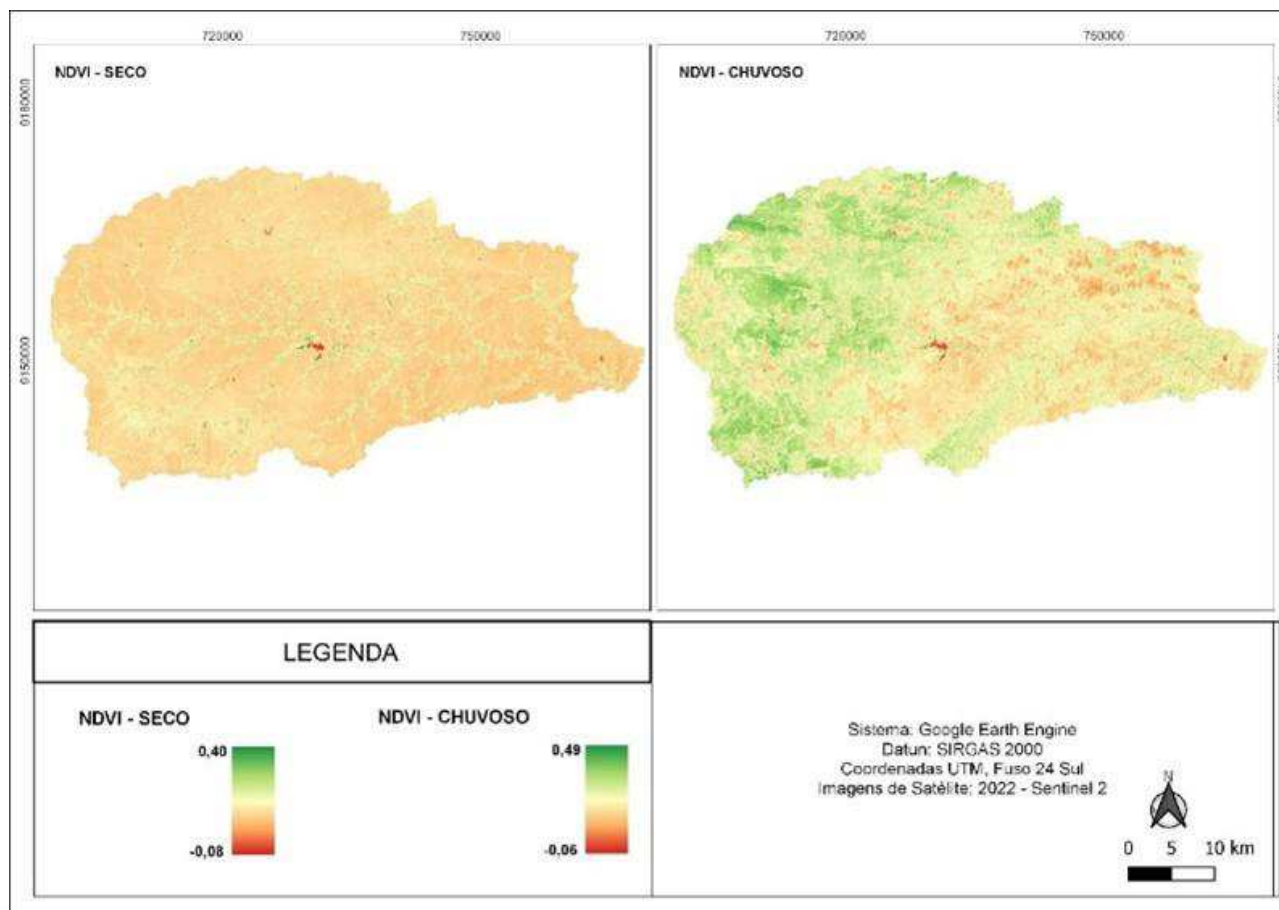 720000
750000
720000
750000
NDVI - SECO
NDVI - CHUVOSO
LEGENDA
NDVI - SECO
NDVI - CHUVOSO
0,40
0,49
-0,08
-0,06
Sistema: Google Earth Engine
Datun: SIRGAS 2000
Coordenadas UTM, Fuso 24 Sul
Imagens de Satélite: 2022 - Sentinel 2
N
0 5 10 km